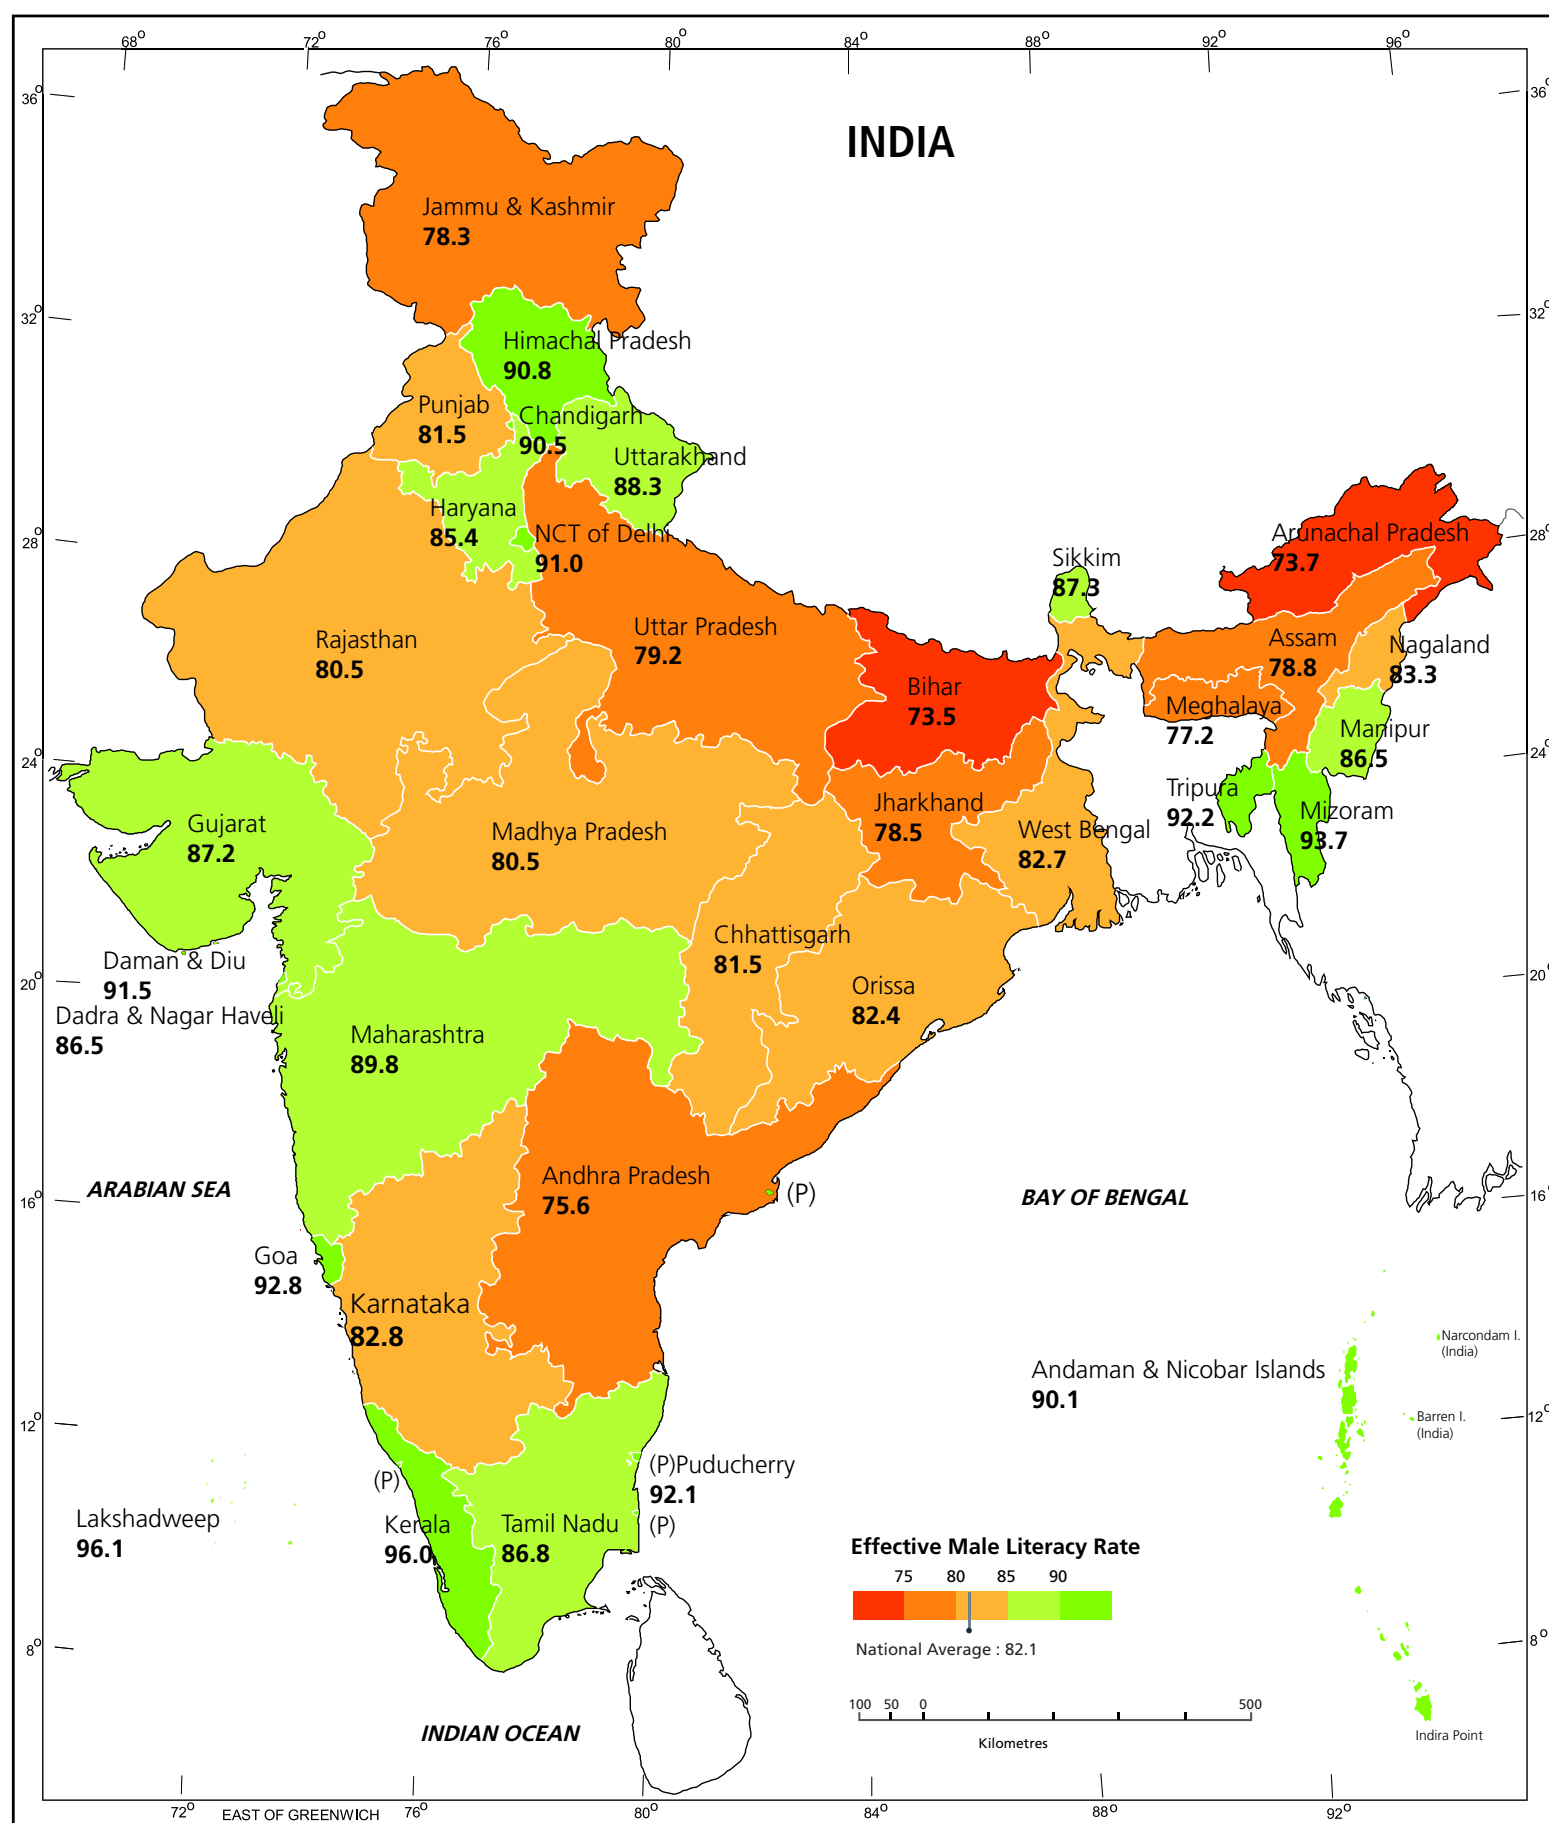 68° 72° 76° 80° 84° 88° 92° 96°
36° 36°
INDIA
Jammu & Kashmir
78.3
32° 32°
Himachal Pradesh
90.8
Punjab
81.5
Chandigarh
90.5
Uttarakhand
88.3
Haryana
85.4
NCT of Delhi
91.0
28° 28°
Arunachal Pradesh
73.7
Sikkim
87.3
Rajasthan
80.5
Uttar Pradesh
79.2
Assam
78.8
Nagaland
83.3
Bihar
73.5
Meghalaya
77.2
Manipur
86.5
24° 24°
Tripura
92.2
Mizoram
93.7
Jharkhand
78.5
Gujarat
87.2
Madhya Pradesh
80.5
West Bengal
82.7
Chhattisgarh
81.5
Daman & Diu
91.5
20° 20°
Orissa
82.4
Dadra & Nagar Haveli
86.5
Maharashtra
89.8
Andhra Pradesh
75.6
ARABIAN SEA
(P)
BAY OF BENGAL
16° 16°
Goa
92.8
Karnataka
82.8
Narcondam I.
(India)
Andaman & Nicobar Islands
90.1
12° 12°
Barren I.
(India)
(P)
(P)Puducherry
92.1
Lakshadweep
96.1
Kerala
96.0
Tamil Nadu
86.8
(P)
Effective Male Literacy Rate
75 80 85 90
National Average : 82.1
8° 8°
100 50 0 500
Kilometres
INDIAN OCEAN
Indira Point
72° EAST OF GREENWICH 76° 80° 84° 88° 92°